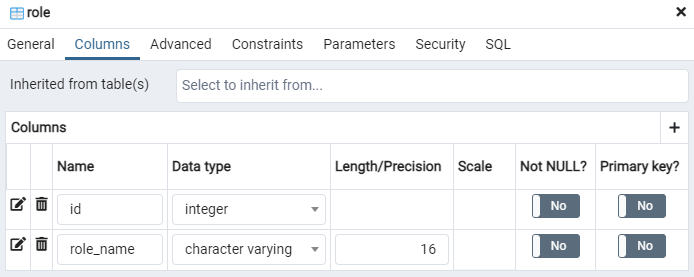 role
General Columns Advanced Constraints Parameters Security SQL
Inherited from table(s) Select to inherit from...
Columns
Name Data type Length/Precision Scale Not NULL? Primary key?
id integer No No
role_name character varying 16 No No